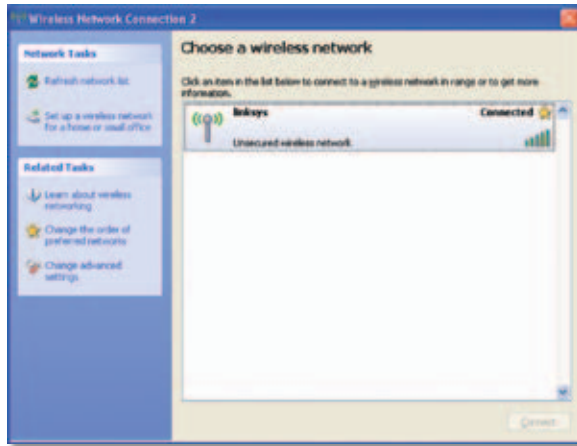 Wireless Network Connection 2
Network Tasks
Refresh network list
Set up a wireless network
for a home or small office
Related Tasks
Learn about wireless
networking
Change the order of
preferred networks
Change advanced
settings
Choose a wireless network
Click an item in the list below to connect to a wireless network in range or to get more
information.
linksys Connected
Unsecured wireless network
Connect